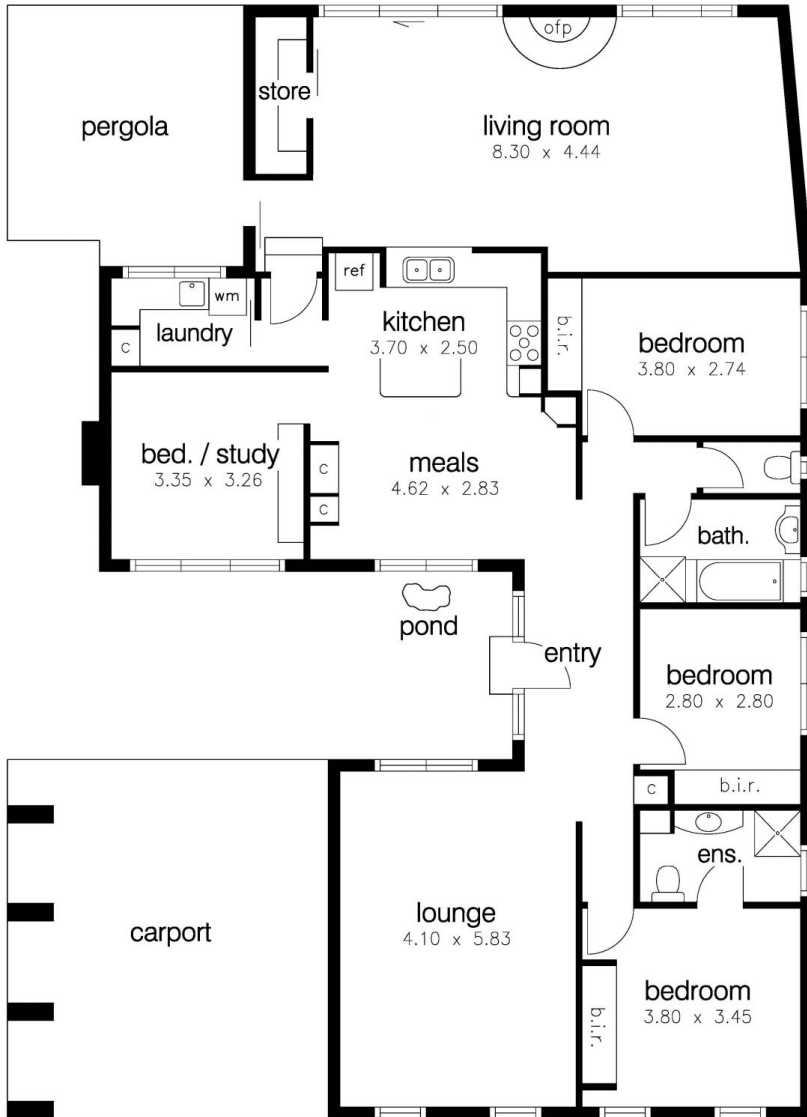 ofp
store
pergola
living room
8.30 x 4.44
ref
wm
laundry
c
kitchen
3.70 x 2.50
b.i.r.
bedroom
3.80 x 2.74
bed. / study
3.35 x 3.26
c
c
meals
4.62 x 2.83
bath.
pond
entry
bedroom
2.80 x 2.80
c
b.i.r.
ens.
carport
lounge
4.10 x 5.83
b.i.r.
bedroom
3.80 x 3.45